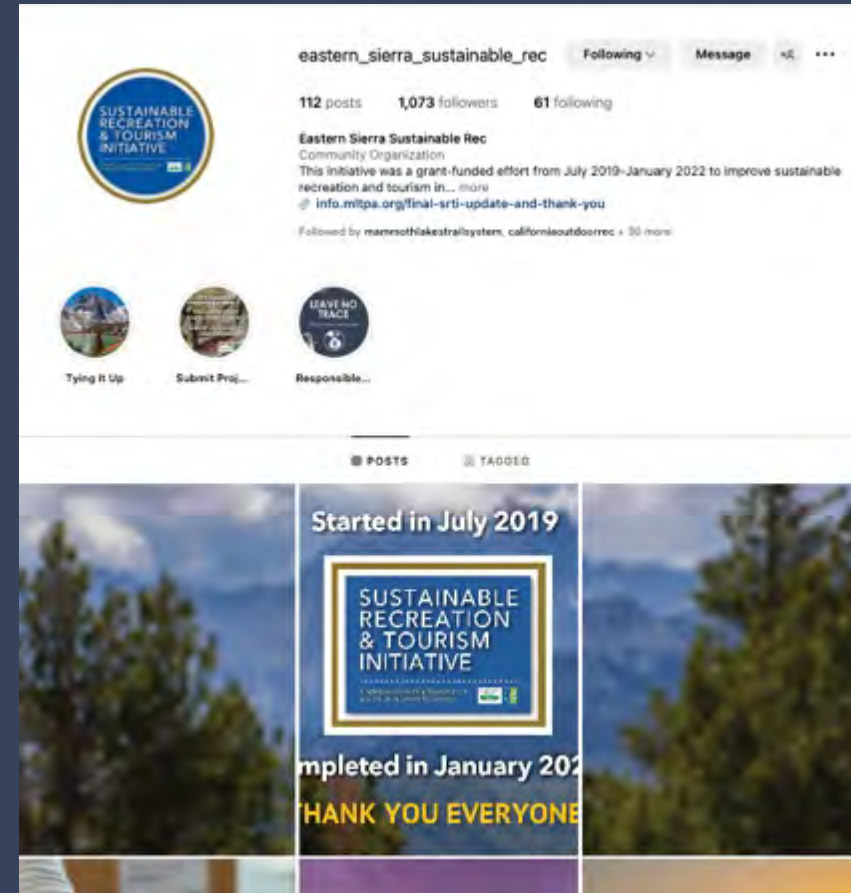 eastern_sierra_sustainable_rec Following Message
112 posts 1,073 followers 61 following
Eastern Sierra Sustainable Rec
Community Organization
This initiative was a grant-funded effort from July 2019-January 2022 to improve sustainable
recreation and tourism in... more
info.mltpa.org/final-srti-update-and-thank-you
Followed by mammothlakestrailsystem, californiaoutdoorrec + 30 more
SUSTAINABLE
RECREATION
& TOURISM
INITIATIVE
LEAVE NO
TRACE
Tying It Up Submit Proj... Responsible...
POSTS TAGGED
Started in July 2019
SUSTAINABLE
RECREATION
& TOURISM
INITIATIVE
mpleted in January 202
THANK YOU EVERYONE